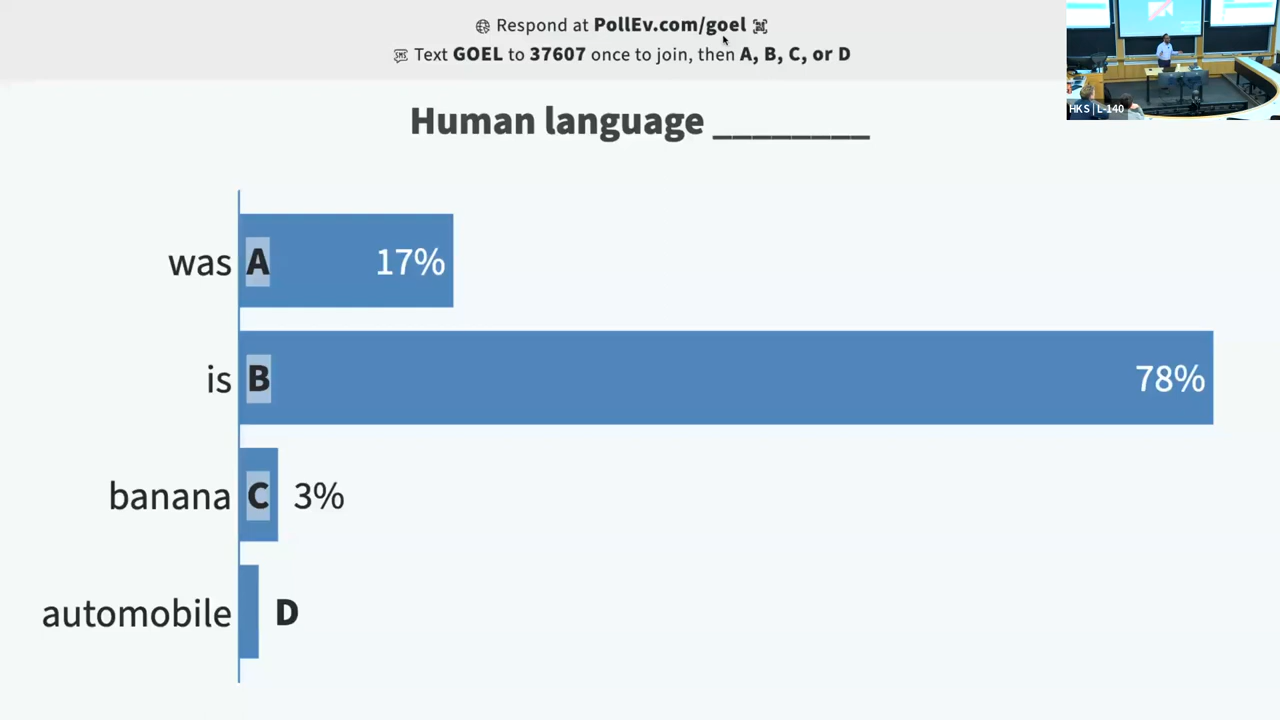 Respond at PollEv.com/goel
Text GOEL to 37607 once to join, then A, B, C, or D
HKS | L-140
Human language ________
was A 17%
is B 78%
banana C 3%
automobile D